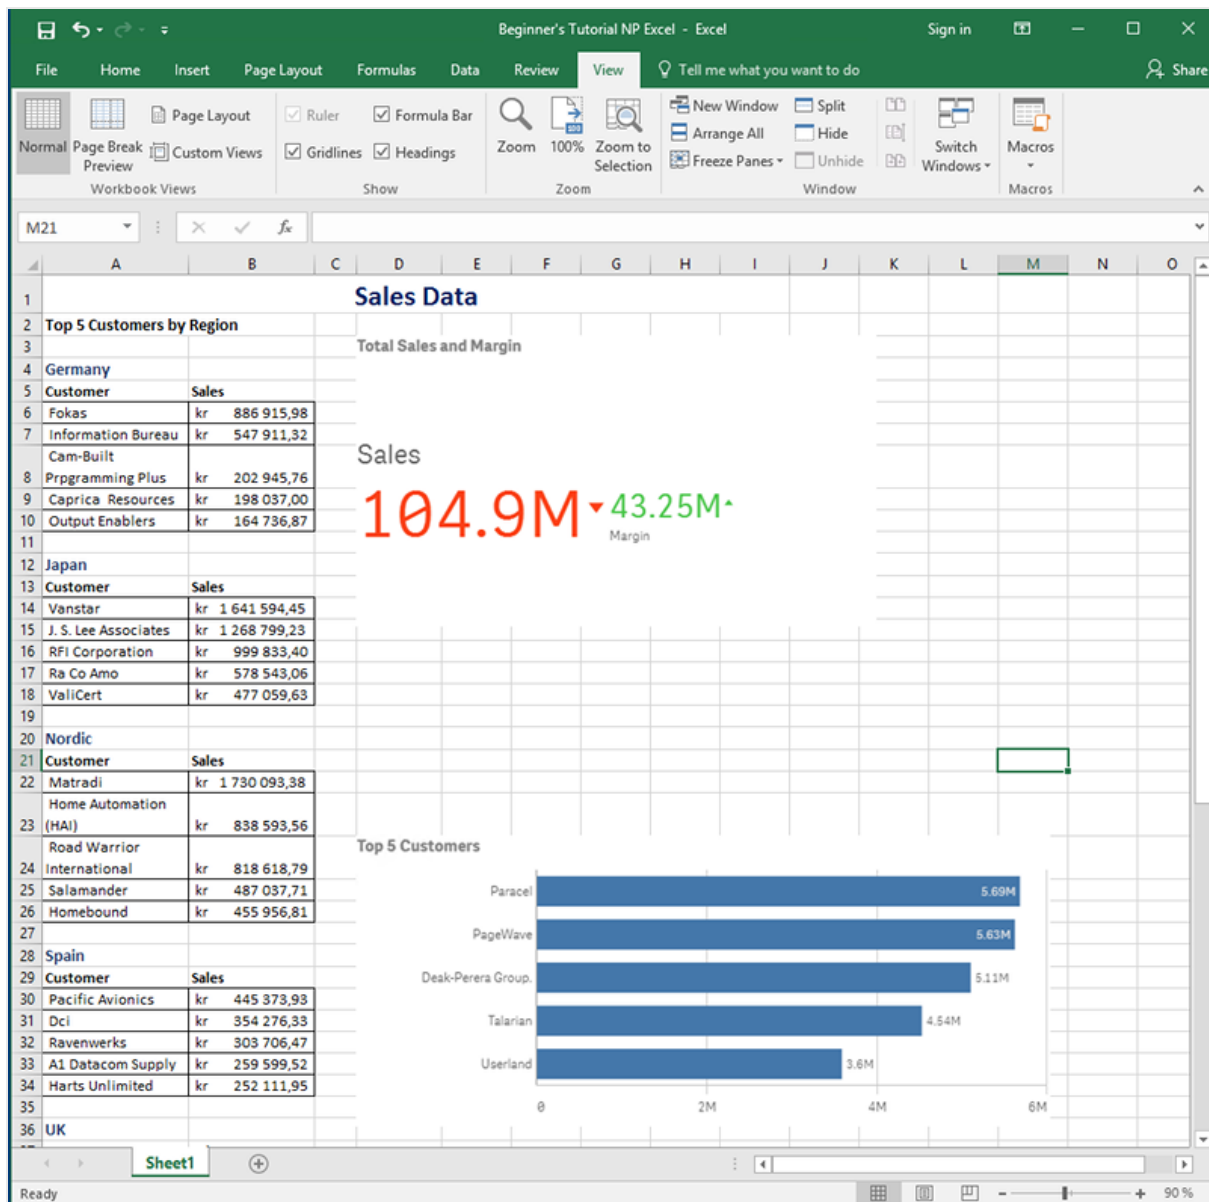 Beginner's Tutorial NP Excel - Excel
Sign in
File Home Insert Page Layout Formulas Data Review View Tell me what you want to do Share
Normal
Page Break Preview
Page Layout
Custom Views
Workbook Views
Ruler
Formula Bar
Gridlines
Headings
Show
Zoom
100%
Zoom to Selection
Zoom
New Window
Arrange All
Freeze Panes
Split
Hide
Unhide
Switch Windows
Window
Macros
Macros
M21
fx
A B C D E F G H I J K L M N O
1 Sales Data
2 Top 5 Customers by Region
3
4 Germany
5 Customer Sales
6 Fokas kr 886 915,98
7 Information Bureau kr 547 911,32
Cam-Built
8 Prpgramming Plus kr 202 945,76
9 Caprica Resources kr 198 037,00
10 Output Enablers kr 164 736,87
11
12 Japan
13 Customer Sales
14 Vanstar kr 1 641 594,45
15 J. S. Lee Associates kr 1 268 799,23
16 RFI Corporation kr 999 833,40
17 Ra Co Amo kr 578 543,06
18 ValiCert kr 477 059,63
19
20 Nordic
21 Customer Sales
22 Matradi kr 1 730 093,38
Home Automation
23 (HAI) kr 838 593,56
Road Warrior
24 International kr 818 618,79
25 Salamander kr 487 037,71
26 Homebound kr 455 956,81
27
28 Spain
29 Customer Sales
30 Pacific Avionics kr 445 373,93
31 Dci kr 354 276,33
32 Ravenwerks kr 303 706,47
33 A1 Datacom Supply kr 259 599,52
34 Harts Unlimited kr 252 111,95
35
36 UK
Total Sales and Margin
Sales
104.9M 43.25M
Margin
Top 5 Customers
Paracel 5.69M
PageWave 5.63M
Deak-Perera Group. 5.11M
Talarian 4.54M
Userland 3.6M
0 2M 4M 6M
Sheet1
Ready
90 %